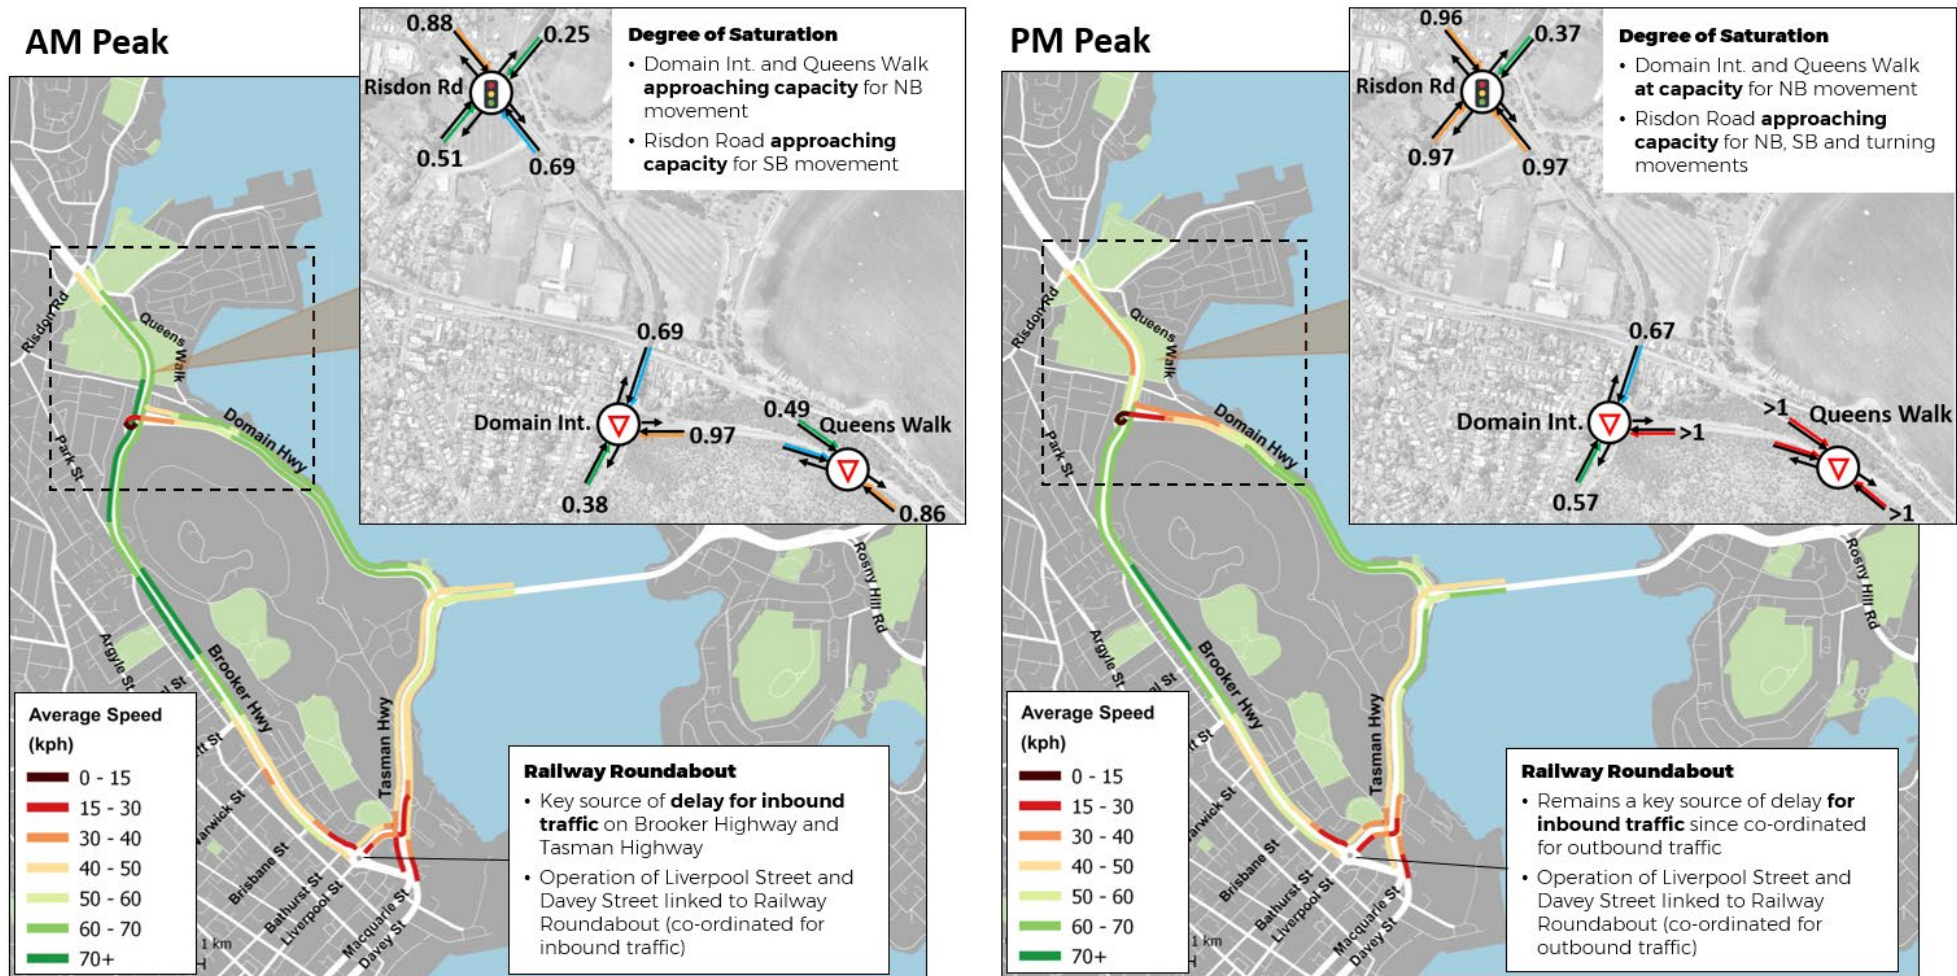 AM Peak
0.88
0.25
Risdon Rd
0.51
0.69
Degree of Saturation
• Domain Int. and Queens Walk
approaching capacity for NB
movement
• Risdon Road approaching
capacity for SB movement
0.69
Domain Int.
0.97
0.38
0.49
Queens Walk
0.86
Risdon Rd
Queens
Walk
Domain Hwy
Park St
Argyle St
Brooker Hwy
Tasman Hwy
Rosny Hill Rd
Warwick St
Brisbane St
Bathurst St
Liverpool St
Macquarie St
Davey St
1 km
Average Speed
(kph)
0 - 15
15 - 30
30 - 40
40 - 50
50 - 60
60 - 70
70+
Railway Roundabout
• Key source of delay for inbound
traffic on Brooker Highway and
Tasman Highway
• Operation of Liverpool Street and
Davey Street linked to Railway
Roundabout (co-ordinated for
inbound traffic)
PM Peak
0.96
0.37
Risdon Rd
0.97
0.97
Degree of Saturation
• Domain Int. and Queens Walk
at capacity for NB movement
• Risdon Road approaching
capacity for NB, SB and turning
movements
0.67
Domain Int.
>1
0.57
>1
Queens Walk
>1
Risdon Rd
Queens
Walk
Domain Hwy
Park St
Argyle St
Brooker Hwy
Tasman Hwy
Rosny Hill Rd
Warwick St
Brisbane St
Bathurst St
Liverpool St
Macquarie St
Davey St
1 km
Average Speed
(kph)
0 - 15
15 - 30
30 - 40
40 - 50
50 - 60
60 - 70
70+
Railway Roundabout
• Remains a key source of delay for
inbound traffic since co-ordinated
for outbound traffic
• Operation of Liverpool Street and
Davey Street linked to Railway
Roundabout (co-ordinated for
outbound traffic)